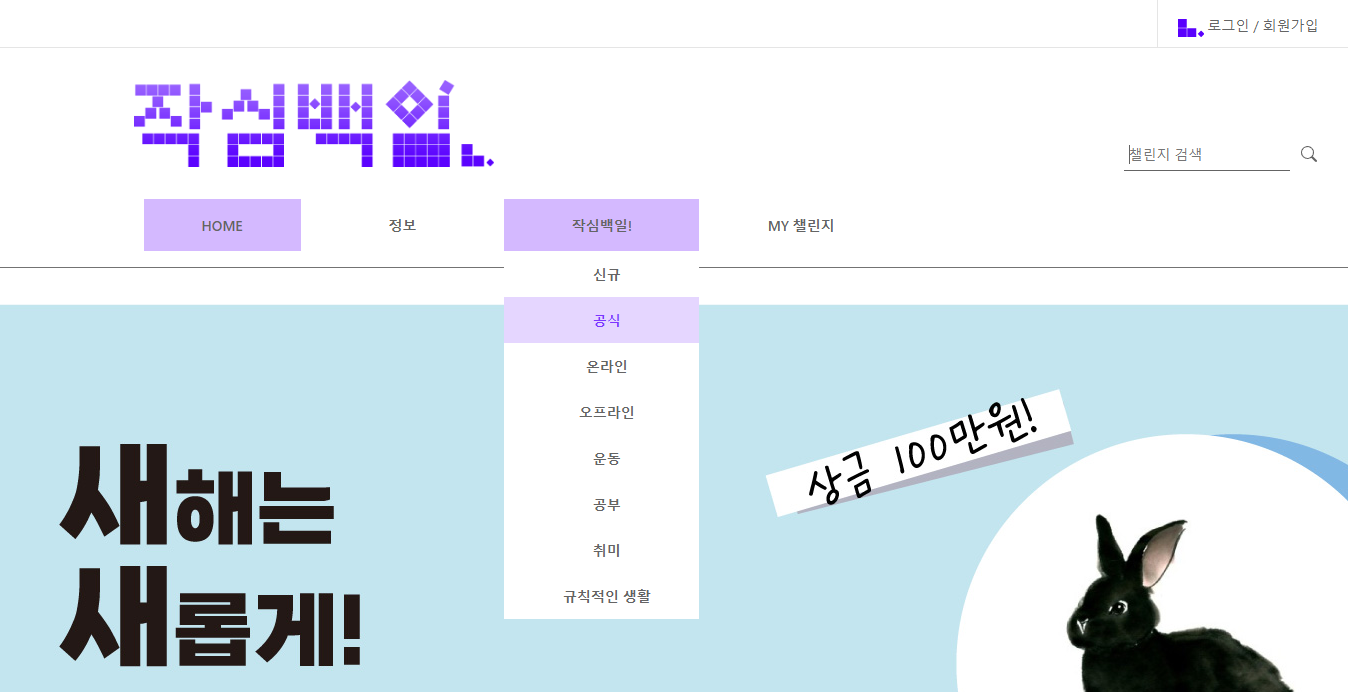 로그인 / 회원가입
작심백일
챌린지 검색
HOME 정보 작심백일! MY 챌린지
신규
공식
온라인
오프라인
운동
공부
취미
규칙적인 생활
상금 100만원!
새해는
새롭게!